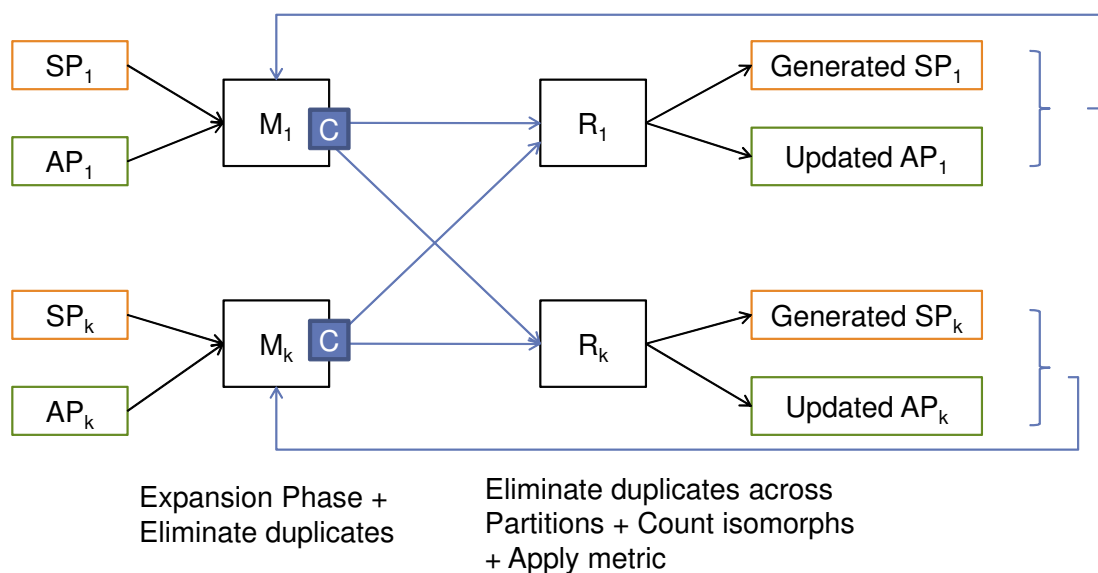 SP1
Generated SP1
M1
C
R1
AP1
Updated AP1
SPk
Generated SPk
Mk
C
Rk
APk
Updated APk
Expansion Phase +
Eliminate duplicates
Eliminate duplicates across
Partitions + Count isomorphs
+ Apply metric